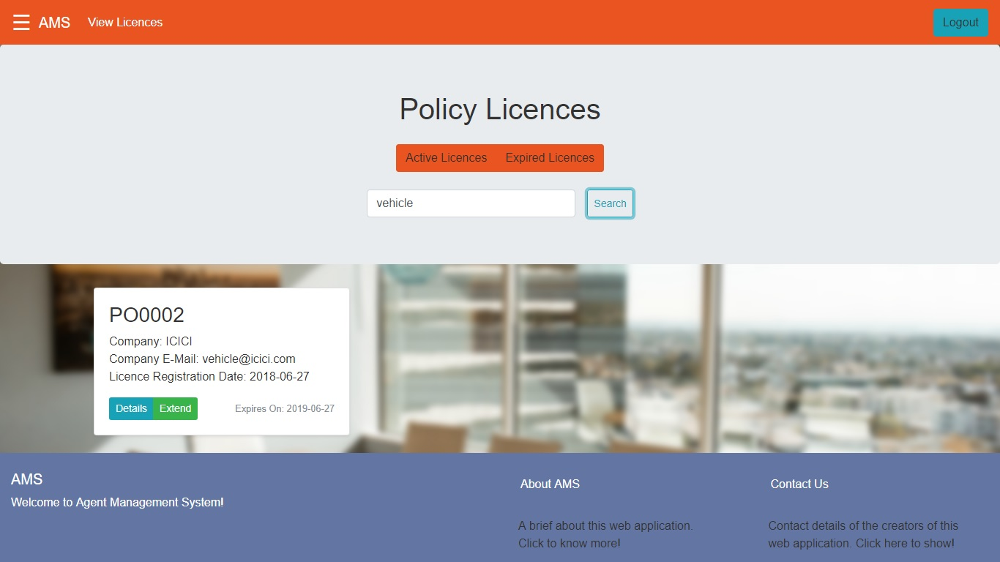 ☰ AMS View Licences Logout
Policy Licences
Active Licences Expired Licences
vehicle Search
PO0002
Company: ICICI
Company E-Mail: vehicle@icici.com
Licence Registration Date: 2018-06-27
Details Extend Expires On: 2019-06-27
AMS
Welcome to Agent Management System!
About AMS
A brief about this web application.
Click to know more!
Contact Us
Contact details of the creators of this
web application. Click here to show!